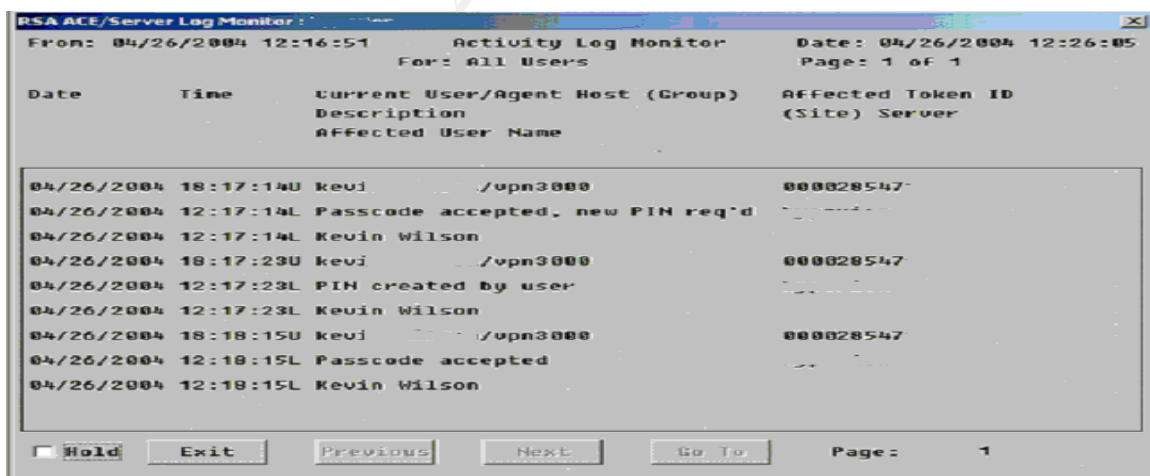 RSA ACE/Server Log Monitor :
From: 04/26/2004 12:16:51 Activity Log Monitor Date: 04/26/2004 12:26:05
For: All Users Page: 1 of 1
Date Time Current User/Agent Host (Group) Affected Token ID
Description (Site) Server
Affected User Name
04/26/2004 18:17:14U kevi /vpn3000 000028547
04/26/2004 12:17:14L Passcode accepted, new PIN req'd
04/26/2004 12:17:14L Kevin Wilson
04/26/2004 18:17:23U kevi /vpn3000 000028547
04/26/2004 12:17:23L PIN created by user
04/26/2004 12:17:23L Kevin Wilson
04/26/2004 18:18:15U kevi /vpn3000 000028547
04/26/2004 12:18:15L Passcode accepted
04/26/2004 12:18:15L Kevin Wilson
Hold Exit Previous Next Go To Page: 1